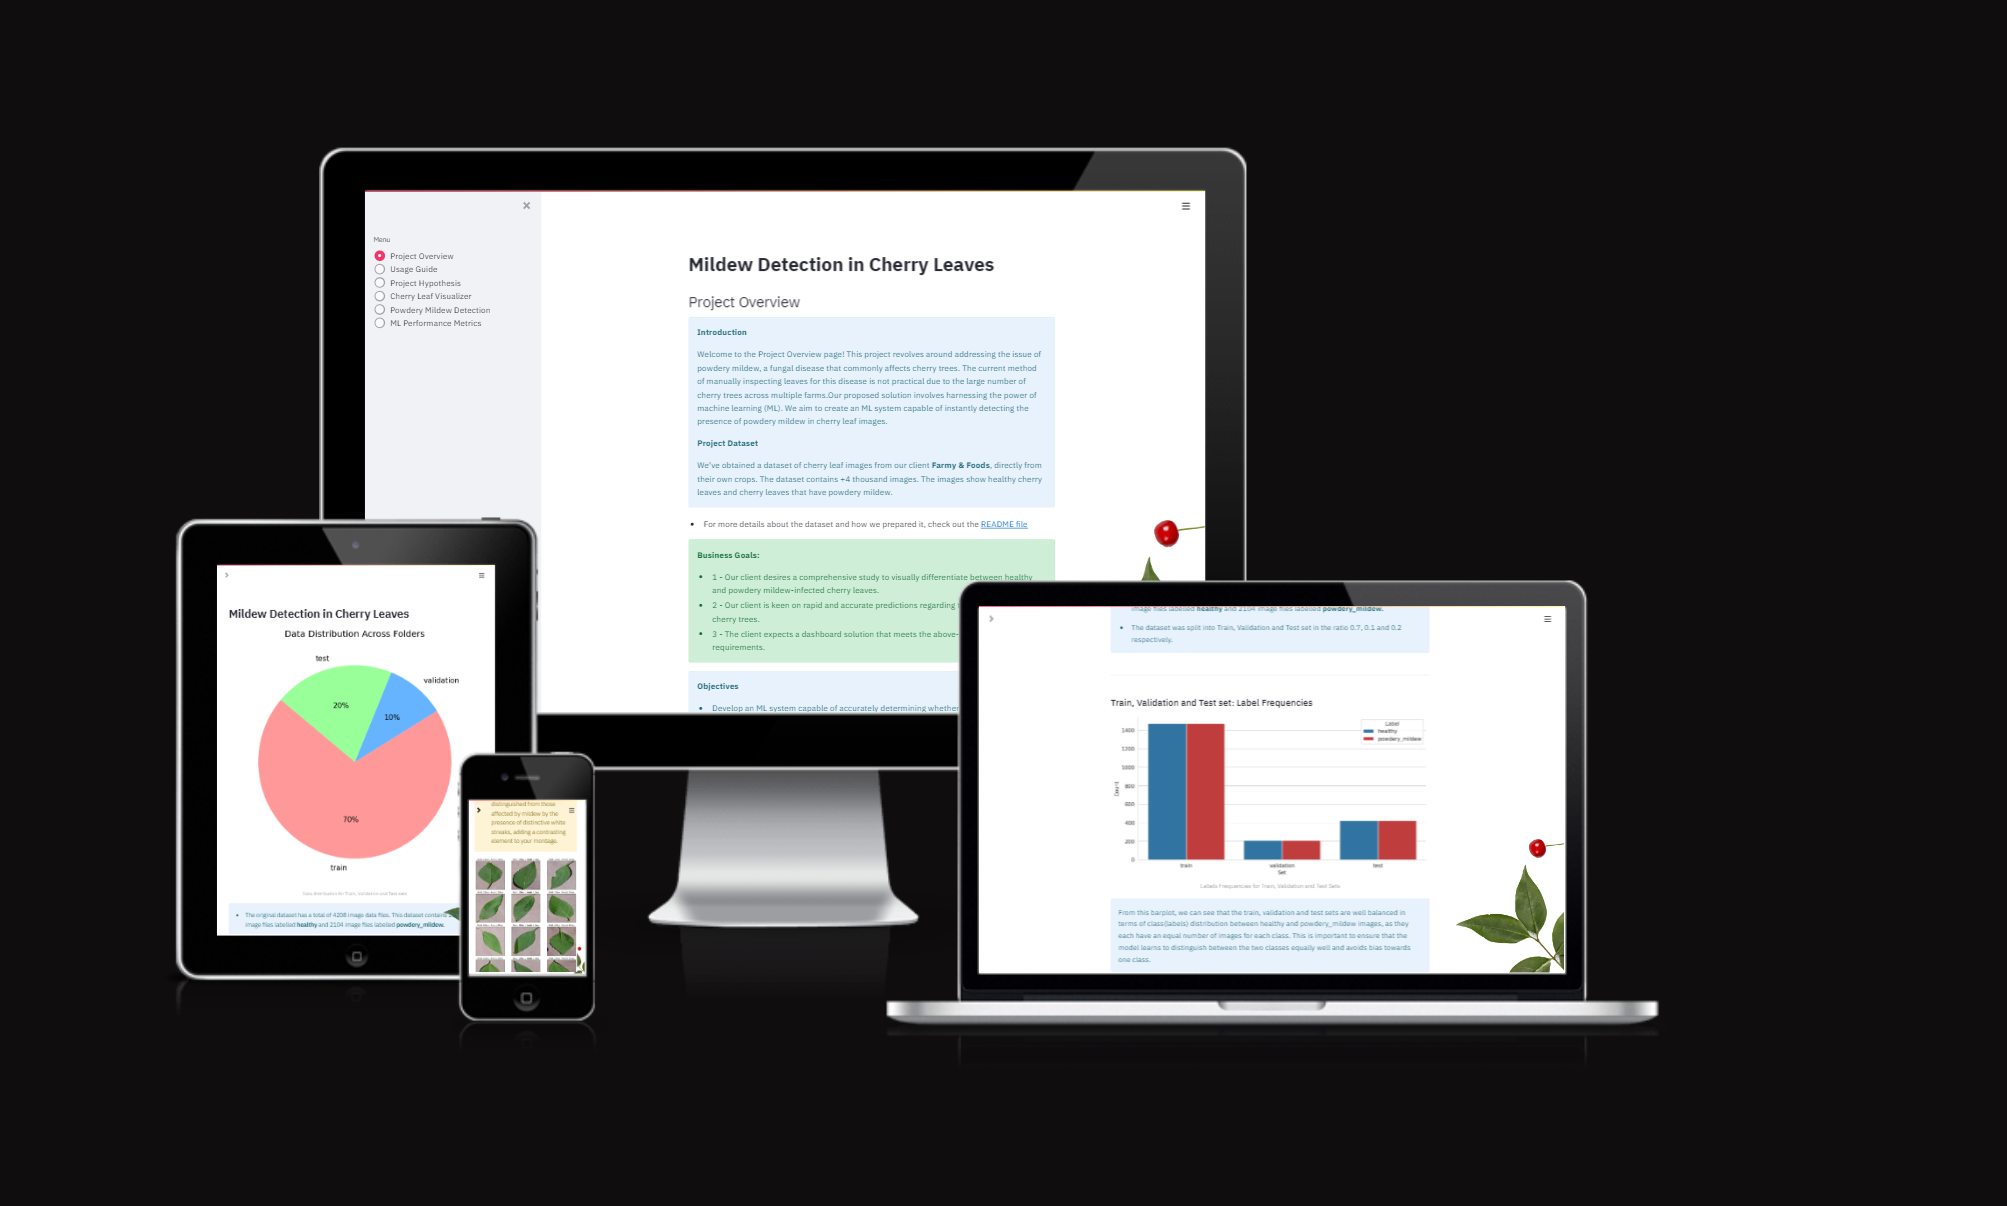 Menu
Project Overview
Usage Guide
Project Hypothesis
Cherry Leaf Visualizer
Powdery Mildew Detection
ML Performance Metrics
Mildew Detection in Cherry Leaves
Project Overview
Introduction
Welcome to the Project Overview page! This project revolves around addressing the issue of
powdery mildew, a fungal disease that commonly affects cherry trees. The current method
of manually inspecting leaves for this disease is not practical due to the large number of
cherry trees across multiple farms.Our proposed solution involves harnessing the power of
machine learning (ML). We aim to create an ML system capable of instantly detecting the
presence of powdery mildew in cherry leaf images.
Project Dataset
We've obtained a dataset of cherry leaf images from our client Farmy & Foods, directly from
their own crops. The dataset contains +4 thousand images. The images show healthy cherry
leaves and cherry leaves that have powdery mildew.
For more details about the dataset and how we prepared it, check out the README file
Business Goals:
1 - Our client desires a comprehensive study to visually differentiate between healthy
and powdery mildew-infected cherry leaves.
2 - Our client is keen on rapid and accurate predictions regarding
cherry trees.
3 - The client expects a dashboard solution that meets the above-
requirements.
Objectives
Develop an ML system capable of accurately determining whether
Mildew Detection in Cherry Leaves
Data Distribution Across Folders
test
validation
20%
10%
70%
train
Data distribution for Train, Validation and Test sets
The original dataset has a total of 4208 image data files. This dataset contains
image files labelled healthy and 2104 image files labelled powdery_mildew.
distinguished from those
affected by mildew by the
presence of distinctive white
streaks, adding a contrasting
element to your montage.
image files labelled healthy and 2104 image files labelled powdery_mildew.
The dataset was split into Train, Validation and Test set in the ratio 0.7, 0.1 and 0.2
respectively.
Train, Validation and Test set: Label Frequencies
Label
healthy
powdery_mildew
1400
1200
1000
800
600
400
200
0
Count
train
validation
test
Set
Labels Frequencies for Train, Validation and Test Sets
From this barplot, we can see that the train, validation and test sets are well balanced in
terms of class(labels) distribution between healthy and powdery_mildew images, as they
each have an equal number of images for each class. This is important to ensure that the
model learns to distinguish between the two classes equally well and avoids bias towards
one class.